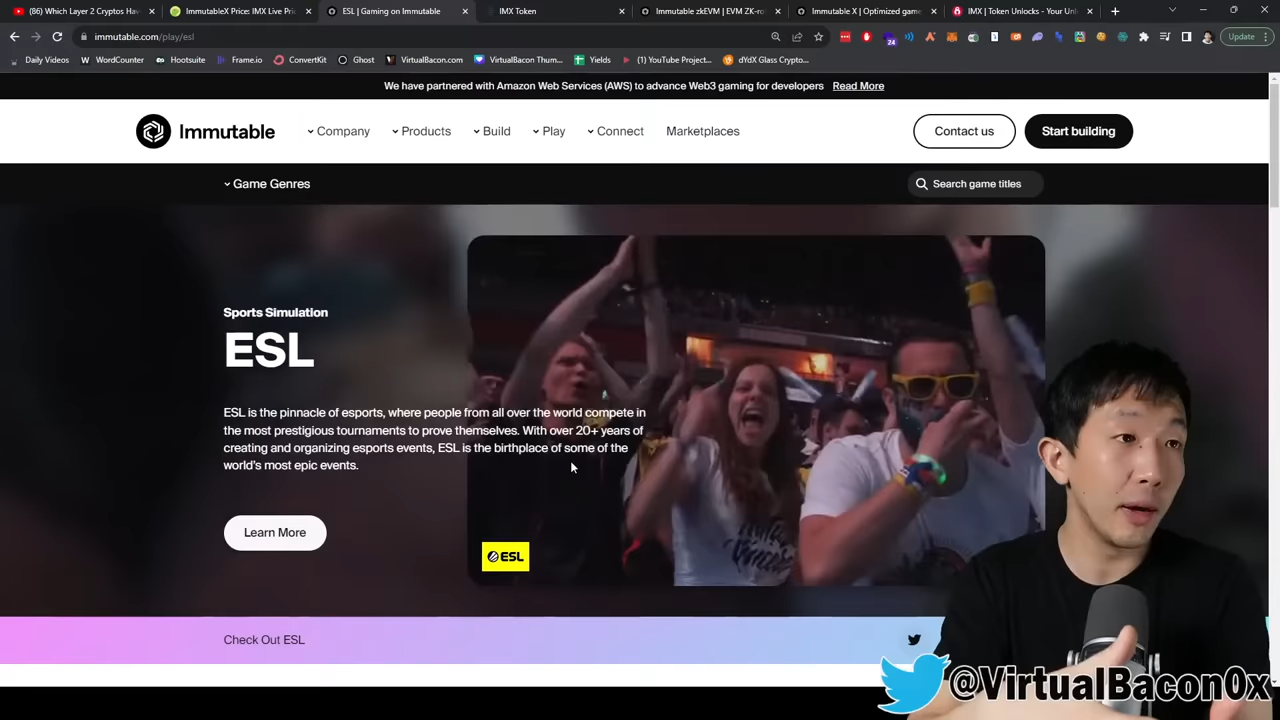 (86) Which Layer 2 Cryptos Hav
ImmutableX Price: IMX Live Pri
ESL | Gaming on Immutable
IMX Token
Immutable zkEVM | EVM ZK-ro
Immutable X | Optimized game
IMX | Token Unlocks - Your Un
immutable.com/play/esl
24
Update
Daily Videos
WordCounter
Hootsuite
Frame.io
ConvertKit
Ghost
VirtualBacon.com
VirtualBacon Thum...
Yields
(1) YouTube Project...
dYdX Glass Crypto...
We have partnered with Amazon Web Services (AWS) to advance Web3 gaming for developers Read More
Immutable
Company
Products
Build
Play
Connect
Marketplaces
Contact us
Start building
Game Genres
Search game titles
Sports Simulation
ESL
ESL is the pinnacle of esports, where people from all over the world compete in
the most prestigious tournaments to prove themselves. With over 20+ years of
creating and organizing esports events, ESL is the birthplace of some of the
world's most epic events.
Learn More
ESL
Check Out ESL
@VirtualBacon0x